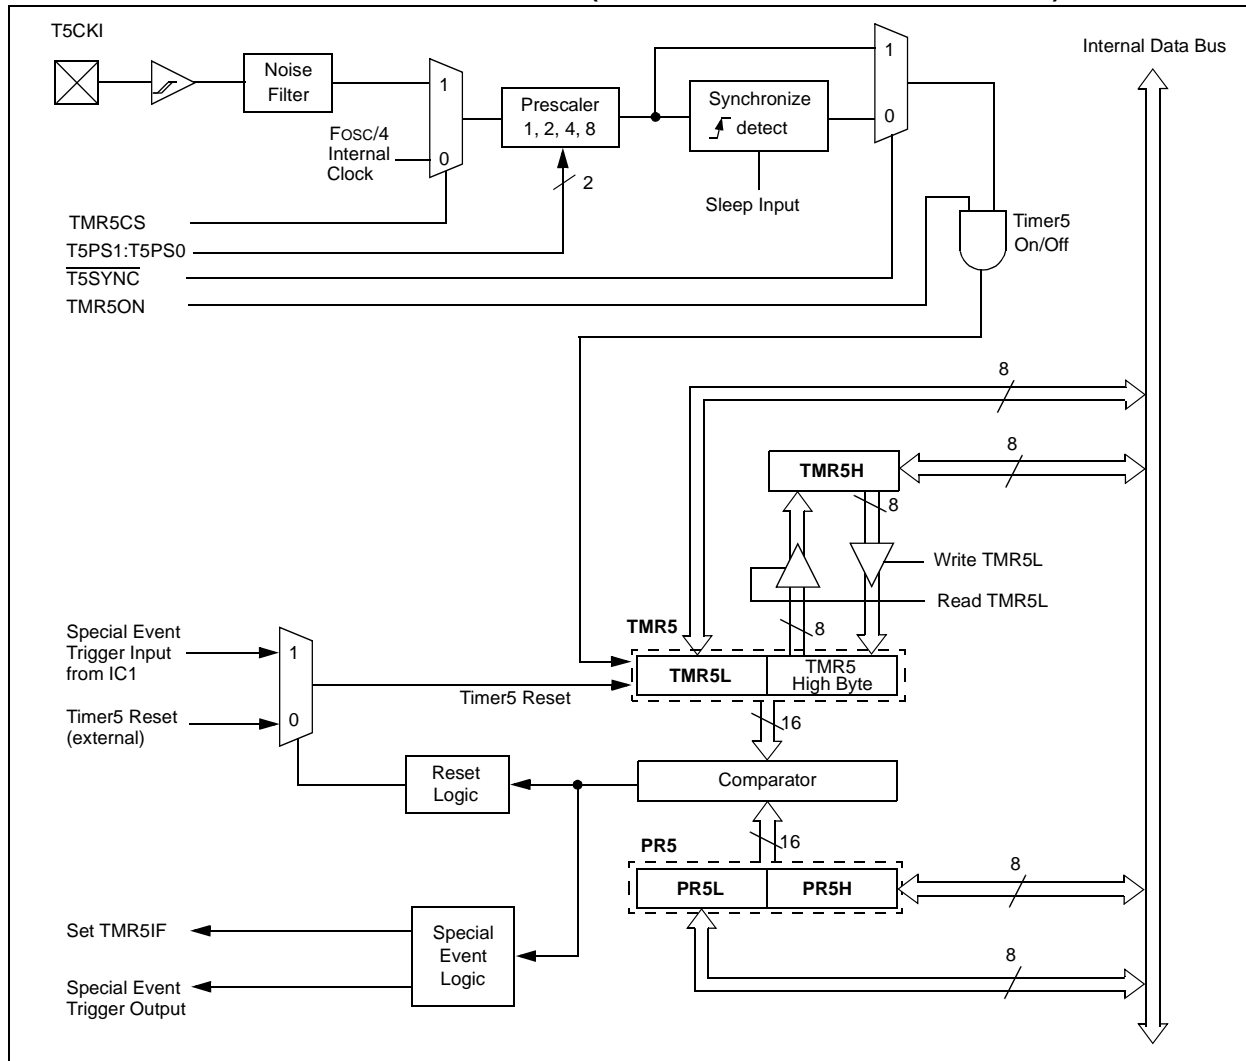 T5CKI
Internal Data Bus
Noise
Filter
1
0
Prescaler
1, 2, 4, 8
Synchronize
detect
1
0
FOSC/4
Internal
Clock
2
Sleep Input
TMR5CS
T5PS1:T5PS0
T5SYNC
TMR5ON
Timer5
On/Off
8
TMR5H
8
8
Write TMR5L
Read TMR5L
8
TMR5
TMR5L
TMR5
High Byte
Special Event
Trigger Input
from IC1
1
0
Timer5 Reset
Timer5 Reset
(external)
16
Reset
Logic
Comparator
16
PR5
PR5L
PR5H
8
Set TMR5IF
Special
Event
Logic
8
Special Event
Trigger Output